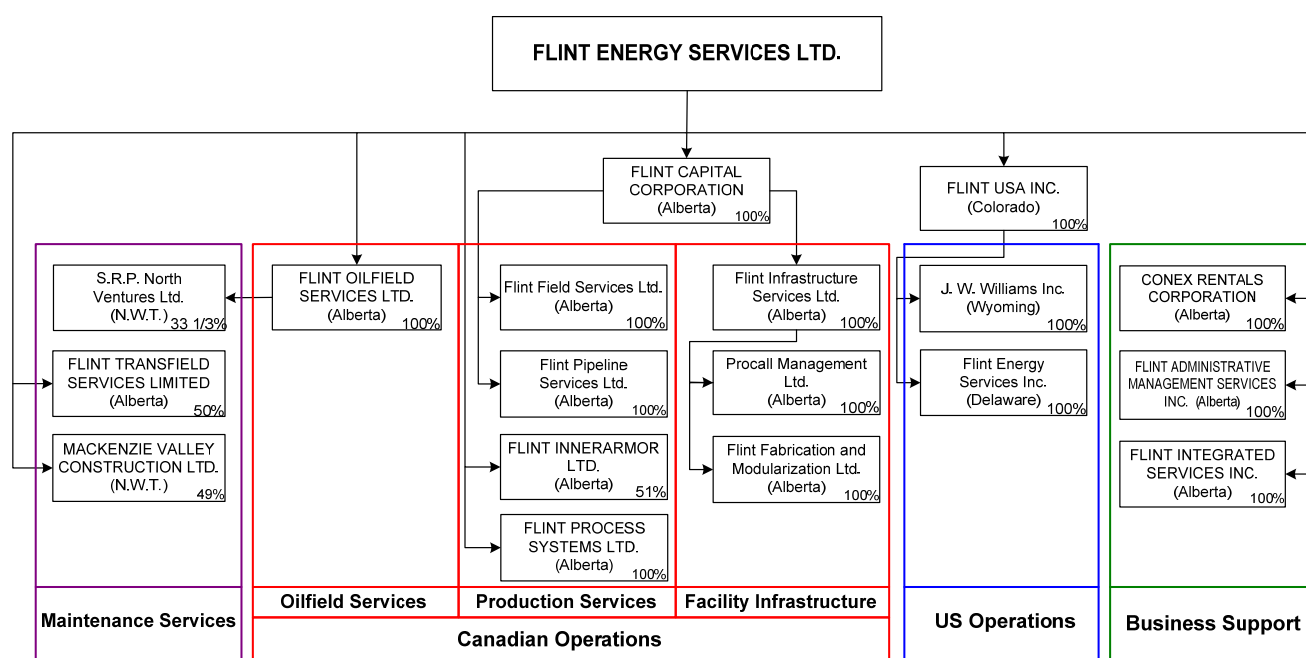 FLINT ENERGY SERVICES LTD.
FLINT CAPITAL
CORPORATION
(Alberta)
100%
FLINT USA INC.
(Colorado)
100%
S.R.P. North
Ventures Ltd.
(N.W.T.)
33 1/3%
FLINT TRANSFIELD
SERVICES LIMITED
(Alberta)
50%
MACKENZIE VALLEY
CONSTRUCTION LTD.
(N.W.T.)
49%
Maintenance Services
FLINT OILFIELD
SERVICES LTD.
(Alberta)
100%
Oilfield Services
Flint Field Services Ltd.
(Alberta)
100%
Flint Pipeline
Services Ltd.
(Alberta)
100%
FLINT INNERARMOR
LTD.
(Alberta)
51%
FLINT PROCESS
SYSTEMS LTD.
(Alberta)
100%
Production Services
Flint Infrastructure
Services Ltd.
(Alberta)
100%
Procall Management
Ltd.
(Alberta)
100%
Flint Fabrication and
Modularization Ltd.
(Alberta)
100%
Facility Infrastructure
Canadian Operations
J. W. Williams Inc.
(Wyoming)
100%
Flint Energy
Services Inc.
(Delaware)
100%
US Operations
CONEX RENTALS
CORPORATION
(Alberta)
100%
FLINT ADMINISTRATIVE
MANAGEMENT SERVICES
INC. (Alberta)
100%
FLINT INTEGRATED
SERVICES INC.
(Alberta)
100%
Business Support